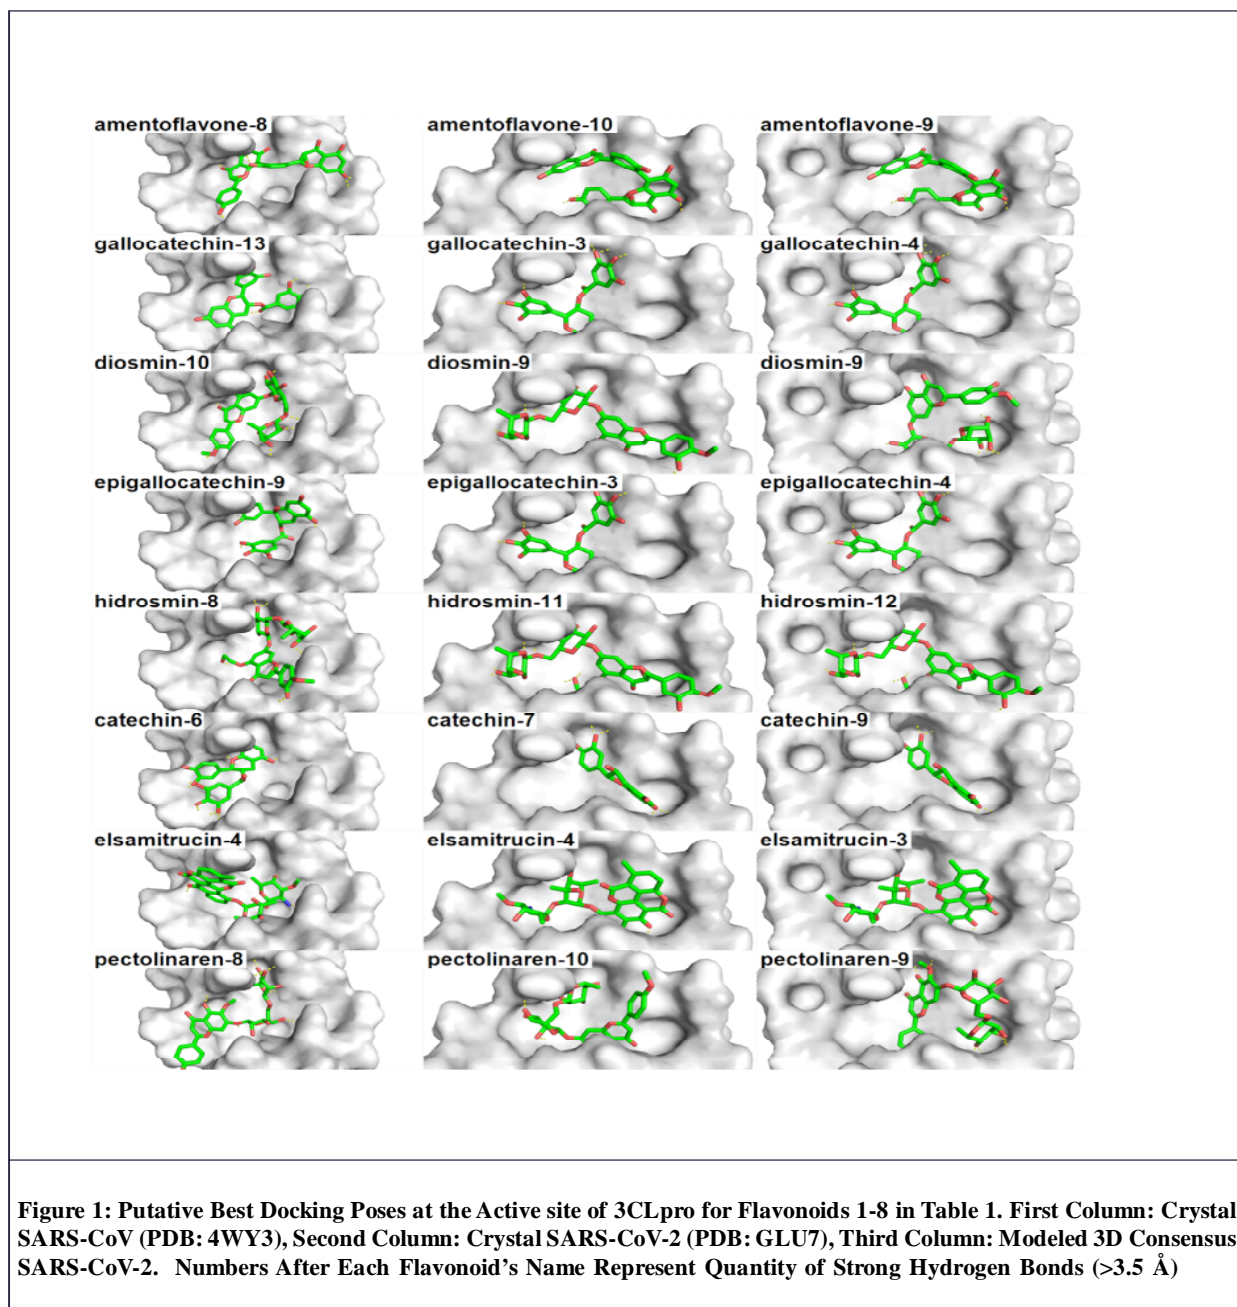 amentoflavone-8 amentoflavone-10 amentoflavone-9
gallocatechin-13 gallocatechin-3 gallocatechin-4
diosmin-10 diosmin-9 diosmin-9
epigallocatechin-9 epigallocatechin-3 epigallocatechin-4
hidrosmin-8 hidrosmin-11 hidrosmin-12
catechin-6 catechin-7 catechin-9
elsamitrucin-4 elsamitrucin-4 elsamitrucin-3
pectolinaren-8 pectolinaren-10 pectolinaren-9
Figure 1: Putative Best Docking Poses at the Active site of 3CLpro for Flavonoids 1-8 in Table 1. First Column: Crystal
SARS-CoV (PDB: 4WY3), Second Column: Crystal SARS-CoV-2 (PDB: GLU7), Third Column: Modeled 3D Consensus
SARS-CoV-2. Numbers After Each Flavonoid's Name Represent Quantity of Strong Hydrogen Bonds (>3.5 Å)